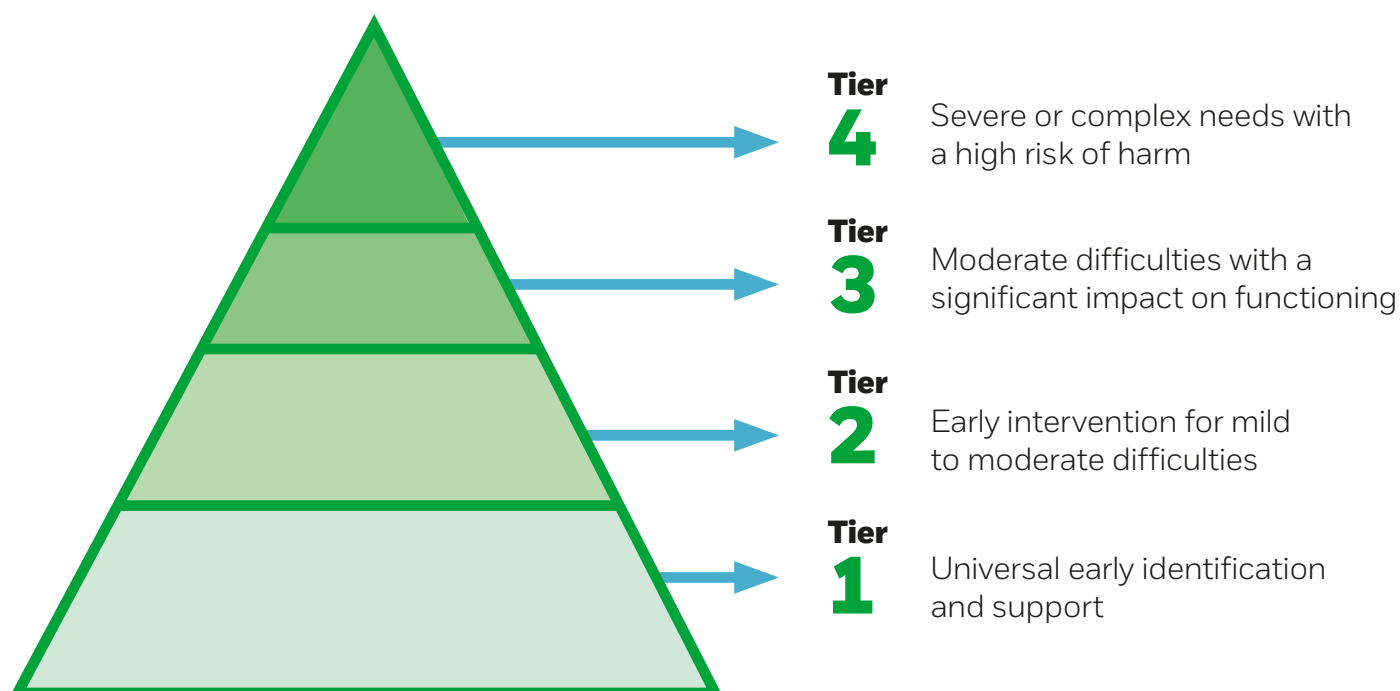 Tier
4
Severe or complex needs with
a high risk of harm
Tier
3
Moderate difficulties with a
significant impact on functioning
Tier
2
Early intervention for mild
to moderate difficulties
Tier
1
Universal early identification
and support